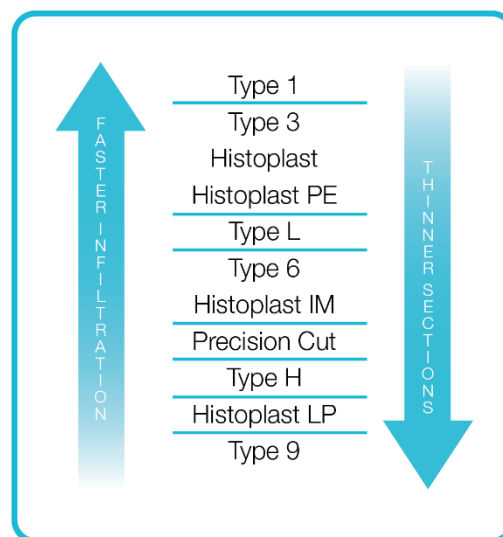 FASTER INFILTRATION
Type 1
Type 3
Histoplast
Histoplast PE
Type L
Type 6
Histoplast IM
Precision Cut
Type H
Histoplast LP
Type 9
THINNER SECTIONS